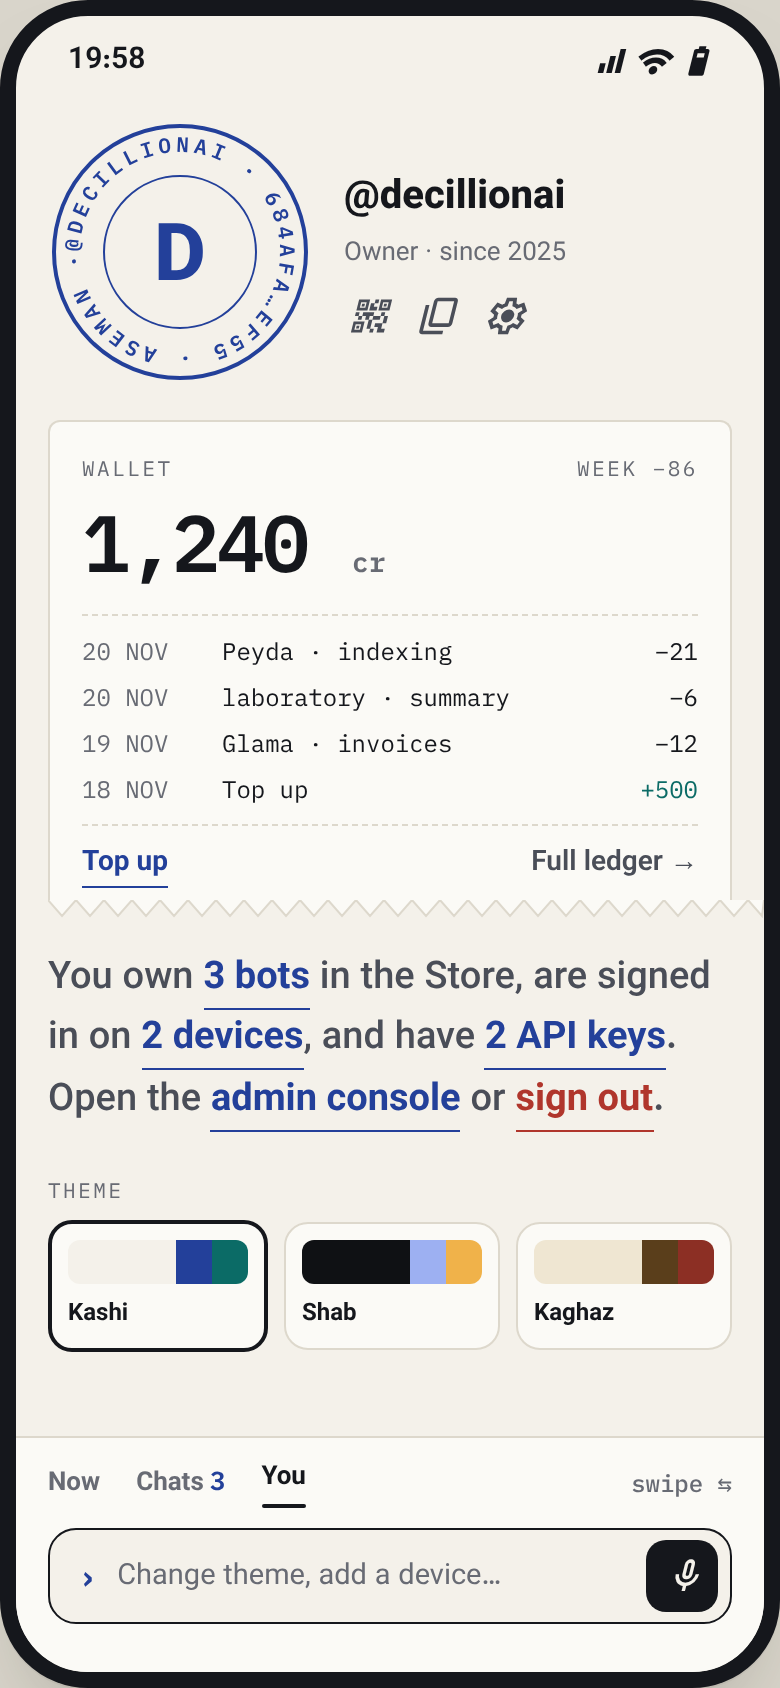 19:58
·@DECILLIONAI · 684AFA…EF55 · ASEMAN
D
@decillionai
Owner · since 2025
WALLET
WEEK −86
1,240 cr
20 NOV Peyda · indexing −21
20 NOV laboratory · summary −6
19 NOV Glama · invoices −12
18 NOV Top up +500
Top up
Full ledger →
You own 3 bots in the Store, are signed
in on 2 devices, and have 2 API keys.
Open the admin console or sign out.
THEME
Kashi
Shab
Kaghaz
Now Chats 3 You
swipe ⇆
› Change theme, add a device…